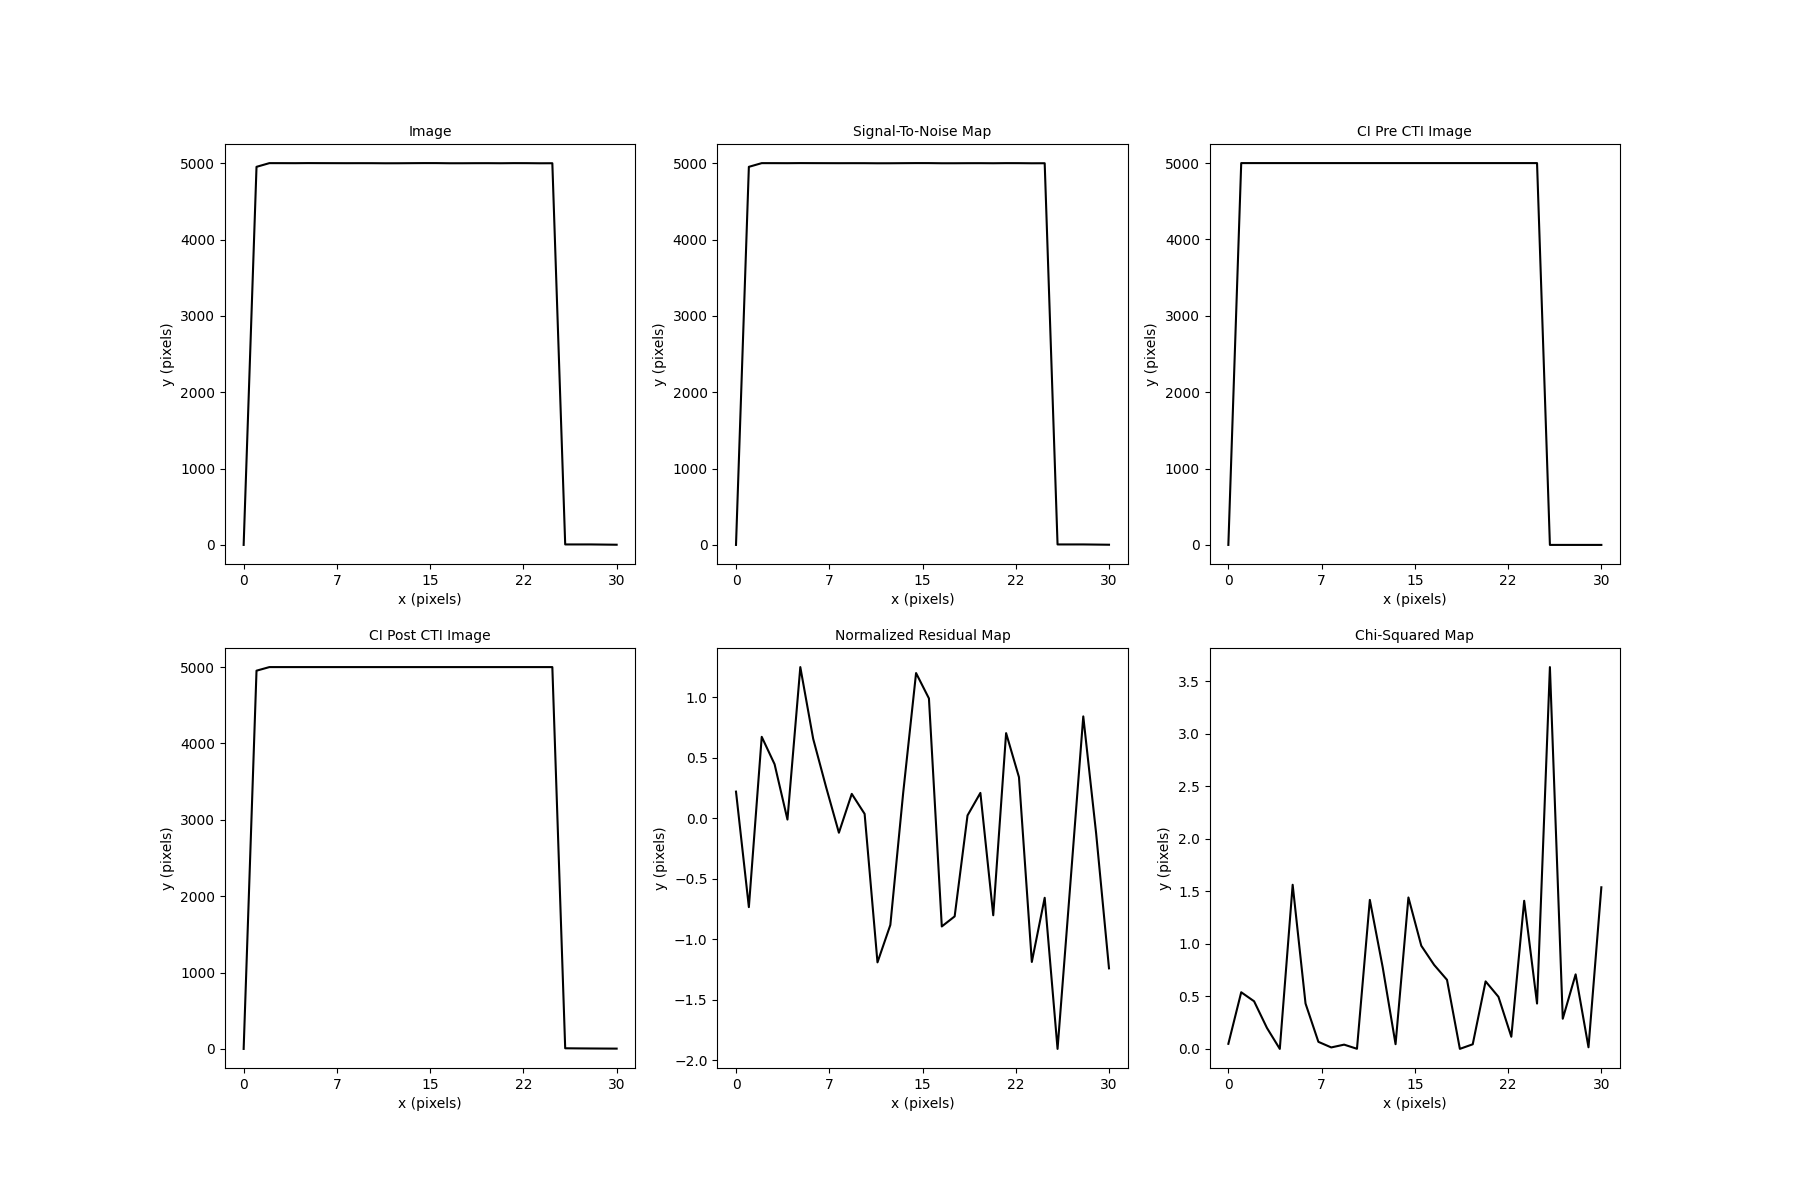 Image
5000
4000
3000
2000
1000
0
y (pixels)
0 7 15 22 30
x (pixels)
Signal-To-Noise Map
5000
4000
3000
2000
1000
0
y (pixels)
0 7 15 22 30
x (pixels)
CI Pre CTI Image
5000
4000
3000
2000
1000
0
y (pixels)
0 7 15 22 30
x (pixels)
CI Post CTI Image
5000
4000
3000
2000
1000
0
y (pixels)
0 7 15 22 30
x (pixels)
Normalized Residual Map
1.0
0.5
0.0
−0.5
−1.0
−1.5
−2.0
y (pixels)
0 7 15 22 30
x (pixels)
Chi-Squared Map
3.5
3.0
2.5
2.0
1.5
1.0
0.5
0.0
y (pixels)
0 7 15 22 30
x (pixels)